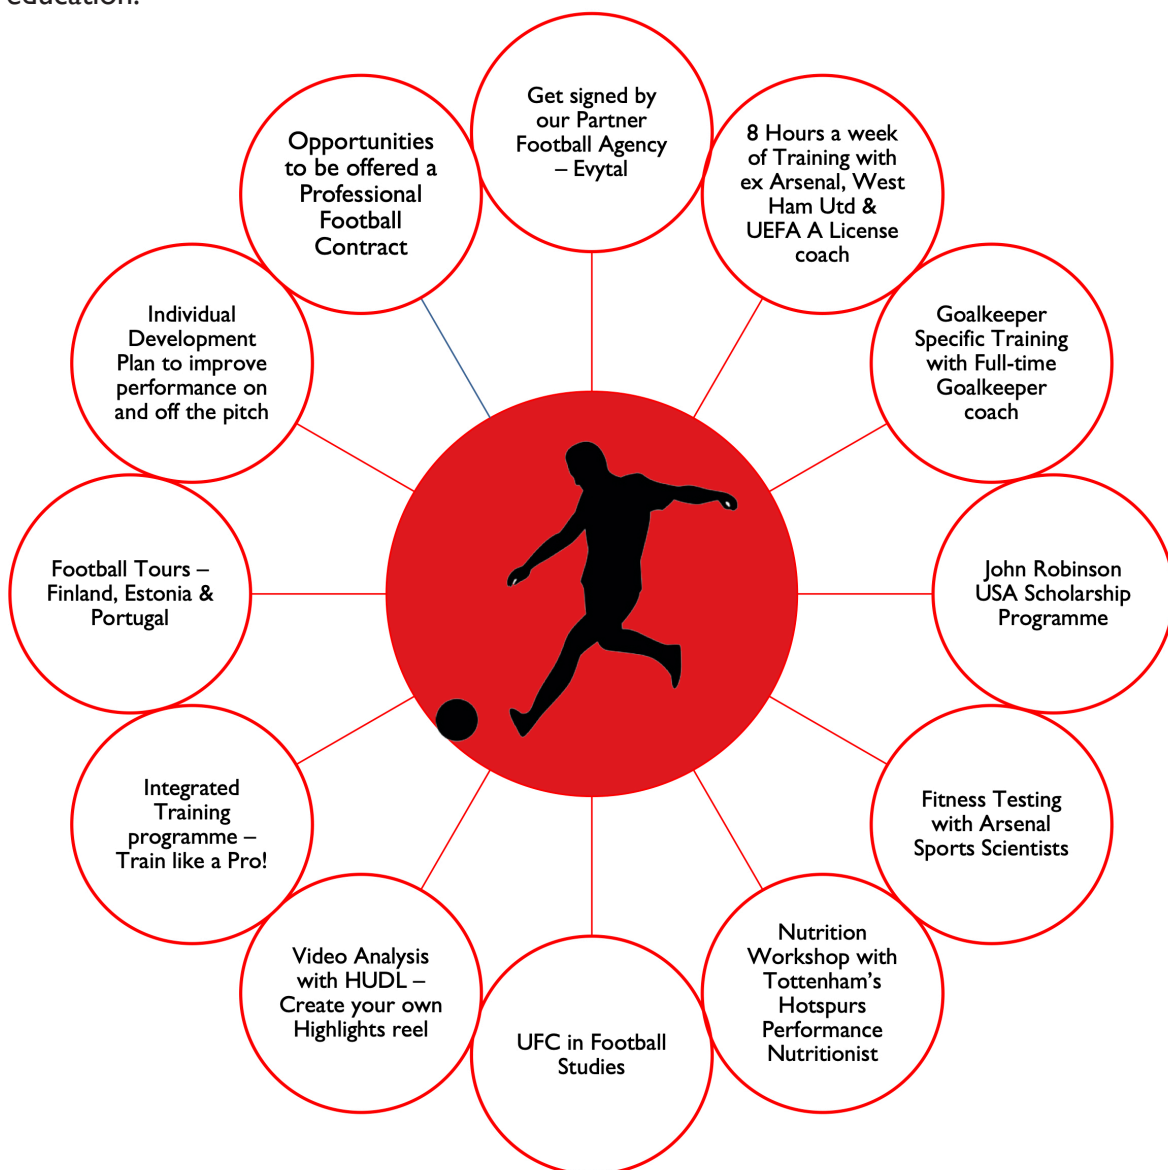 education.
Get signed by
our Partner
Football Agency
– Evytal
8 Hours a week
of Training with
ex Arsenal, West
Ham Utd &
UEFA A License
coach
Goalkeeper
Specific Training
with Full-time
Goalkeeper
coach
John Robinson
USA Scholarship
Programme
Fitness Testing
with Arsenal
Sports Scientists
Nutrition
Workshop with
Tottenham’s
Hotspurs
Performance
Nutritionist
UFC in Football
Studies
Video Analysis
with HUDL –
Create your own
Highlights reel
Integrated
Training
programme –
Train like a Pro!
Football Tours –
Finland, Estonia &
Portugal
Individual
Development
Plan to improve
performance on
and off the pitch
Opportunities
to be offered a
Professional
Football
Contract